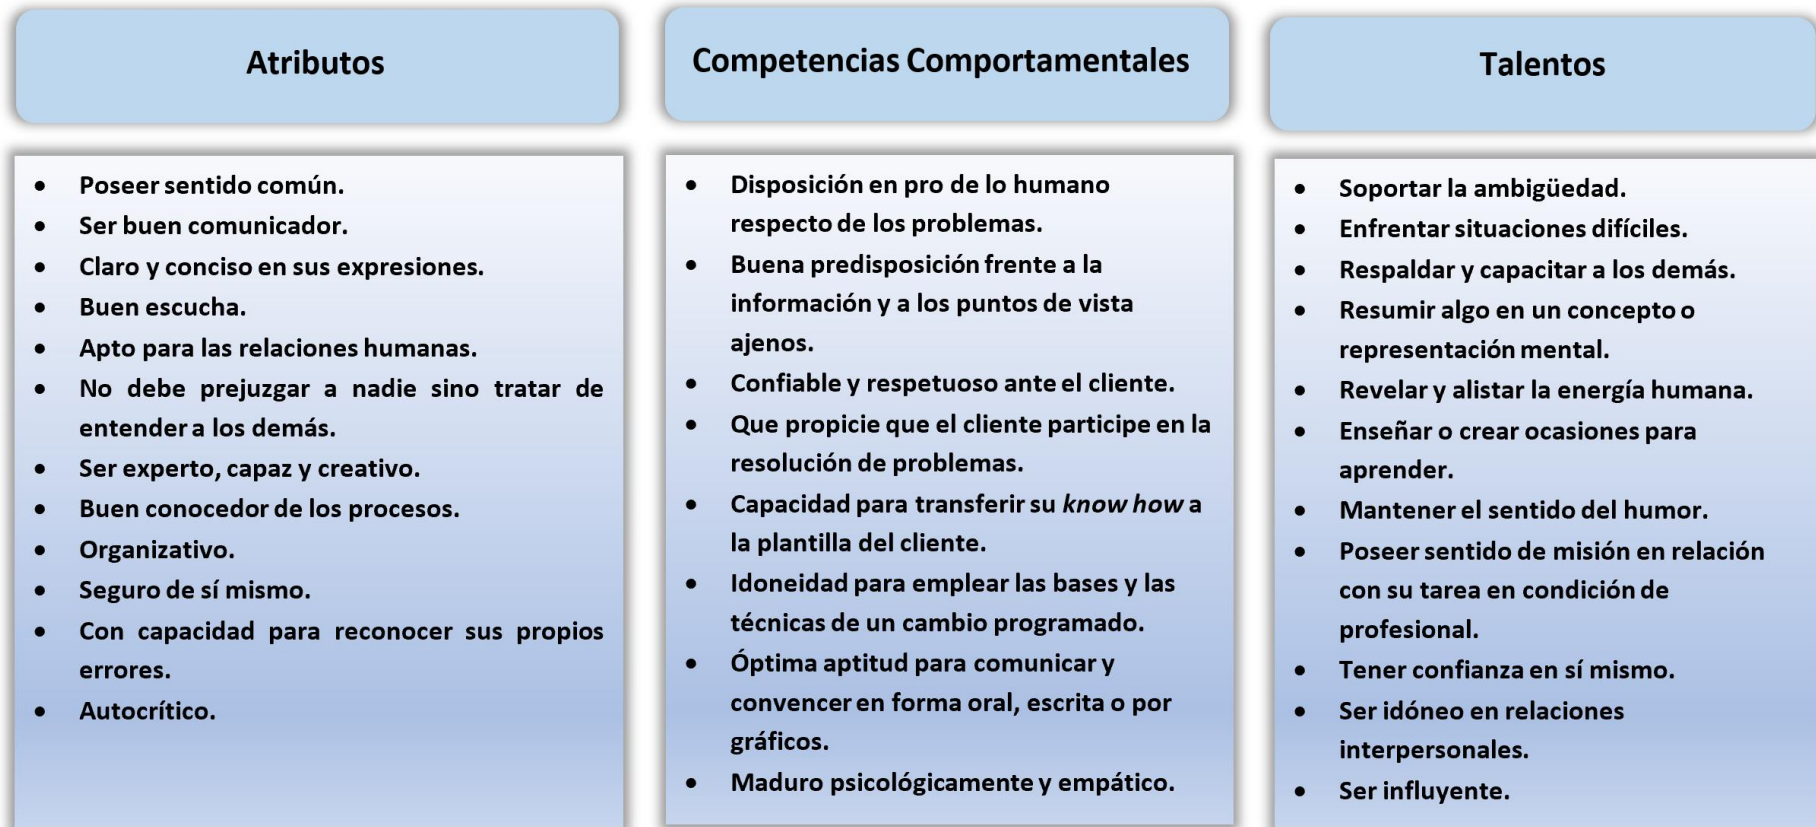 Atributos
Poseer sentido común.
Ser buen comunicador.
Claro y conciso en sus expresiones.
Buen escucha.
Apto para las relaciones humanas.
No debe prejuzgar a nadie sino tratar de
entender a los demás.
Ser experto, capaz y creativo.
Buen conocedor de los procesos.
Organizativo.
Seguro de sí mismo.
Con capacidad para reconocer sus propios
errores.
Autocrítico.
Competencias Comportamentales
Disposición en pro de lo humano
respecto de los problemas.
Buena predisposición frente a la
información y a los puntos de vista
ajenos.
Confiable y respetuoso ante el cliente.
Que propicie que el cliente participe en la
resolución de problemas.
Capacidad para transferir su know how a
la plantilla del cliente.
Idoneidad para emplear las bases y las
técnicas de un cambio programado.
Óptima aptitud para comunicar y
convencer en forma oral, escrita o por
gráficos.
Maduro psicológicamente y empático.
Talentos
Soportar la ambigüedad.
Enfrentar situaciones difíciles.
Respaldar y capacitar a los demás.
Resumir algo en un concepto o
representación mental.
Revelar y alistar la energía humana.
Enseñar o crear ocasiones para
aprender.
Mantener el sentido del humor.
Poseer sentido de misión en relación
con su tarea en condición de
profesional.
Tener confianza en sí mismo.
Ser idóneo en relaciones
interpersonales.
Ser influyente.